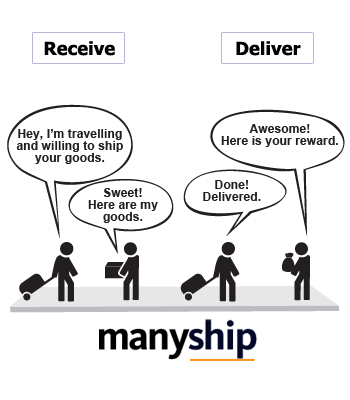 Receive
Deliver
Hey, I'm travelling
and willing to ship
your goods.
Sweet!
Here are my
goods.
Done!
Delivered.
Awesome!
Here is your reward.
manyship